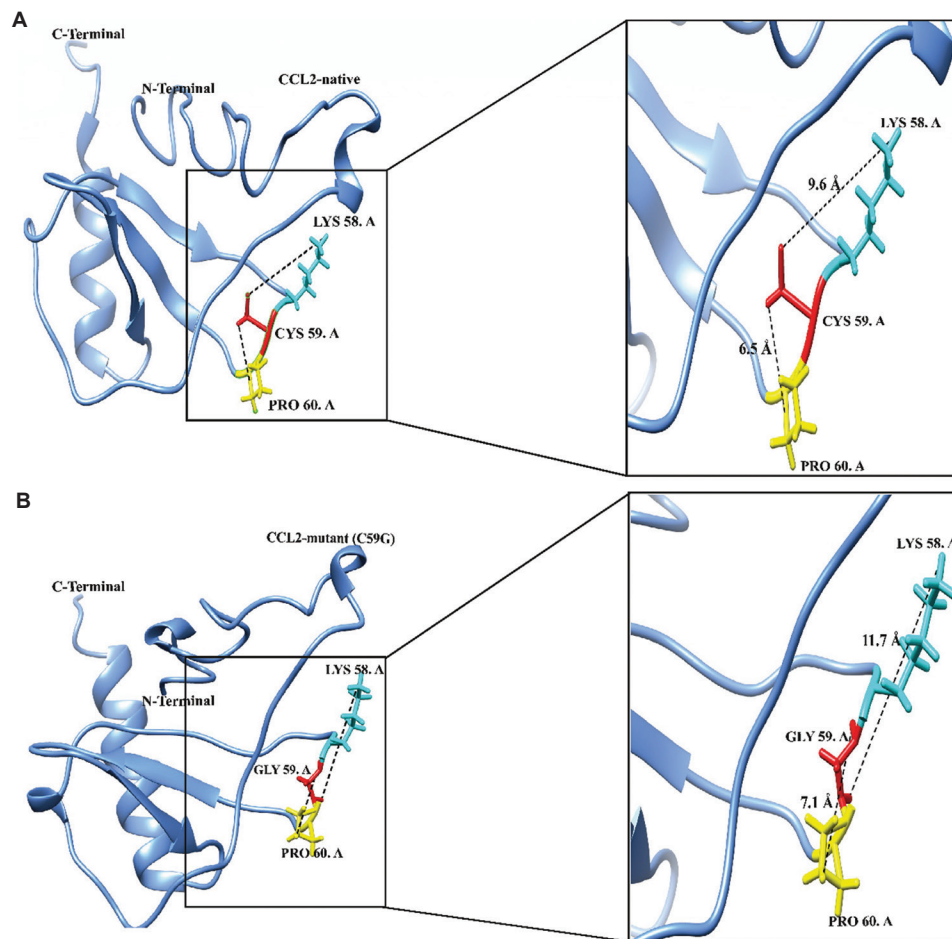 A
C-Terminal
N-Terminal
CCL2-native
LYS 58. A
CYS 59. A
PRO 60. A
LYS 58. A
9.6 Å
CYS 59. A
6.5 Å
PRO 60. A
B
CCL2-mutant (C59G)
C-Terminal
N-Terminal
LYS 58. A
GLY 59. A
PRO 60. A
LYS 58. A
11.7 Å
GLY 59. A
7.1 Å
PRO 60. A